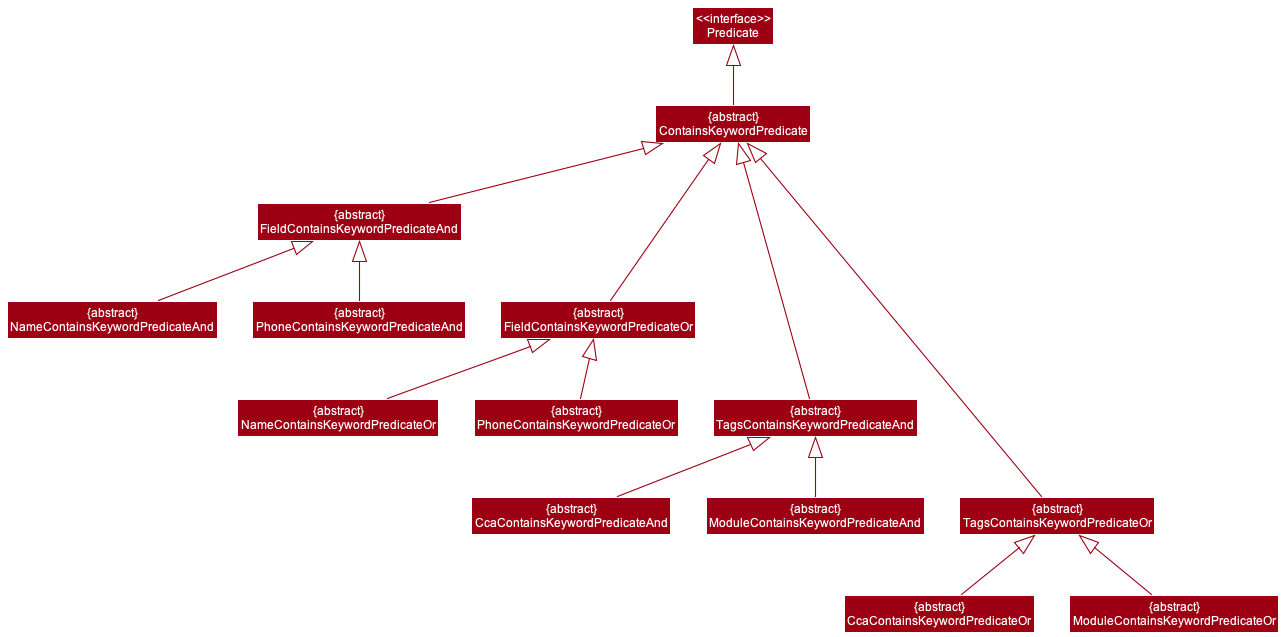 <<interface>>
Predicate
{abstract}
ContainsKeywordPredicate
{abstract}
FieldContainsKeywordPredicateAnd
{abstract}
NameContainsKeywordPredicateAnd
{abstract}
PhoneContainsKeywordPredicateAnd
{abstract}
FieldContainsKeywordPredicateOr
{abstract}
NameContainsKeywordPredicateOr
{abstract}
PhoneContainsKeywordPredicateOr
{abstract}
TagsContainsKeywordPredicateAnd
{abstract}
CcaContainsKeywordPredicateAnd
{abstract}
ModuleContainsKeywordPredicateAnd
{abstract}
TagsContainsKeywordPredicateOr
{abstract}
CcaContainsKeywordPredicateOr
{abstract}
ModuleContainsKeywordPredicateOr